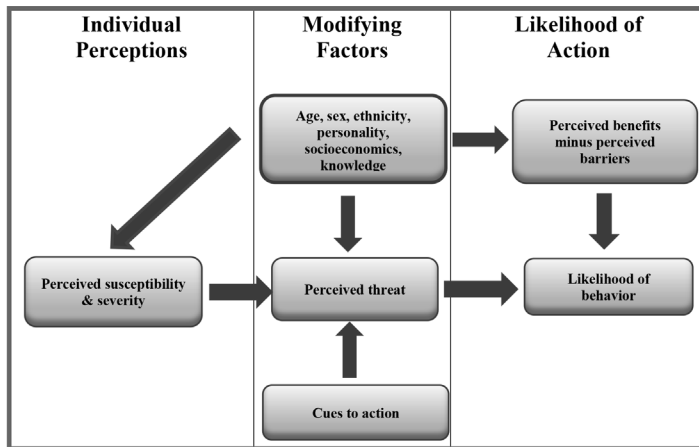 Individual
Perceptions
Modifying
Factors
Likelihood of
Action
Age, sex, ethnicity,
personality,
socioeconomics,
knowledge
Perceived benefits
minus perceived
barriers
Perceived susceptibility
& severity
Perceived threat
Likelihood of
behavior
Cues to action